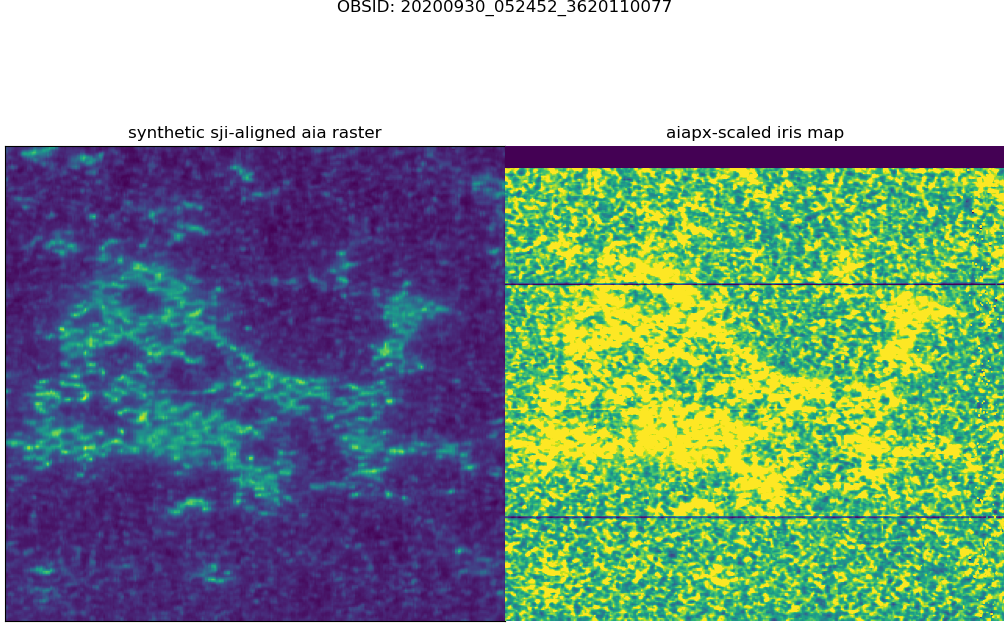 OBSID: 20200930_052452_3620110077
synthetic sji-aligned aia raster
aiapx-scaled iris map